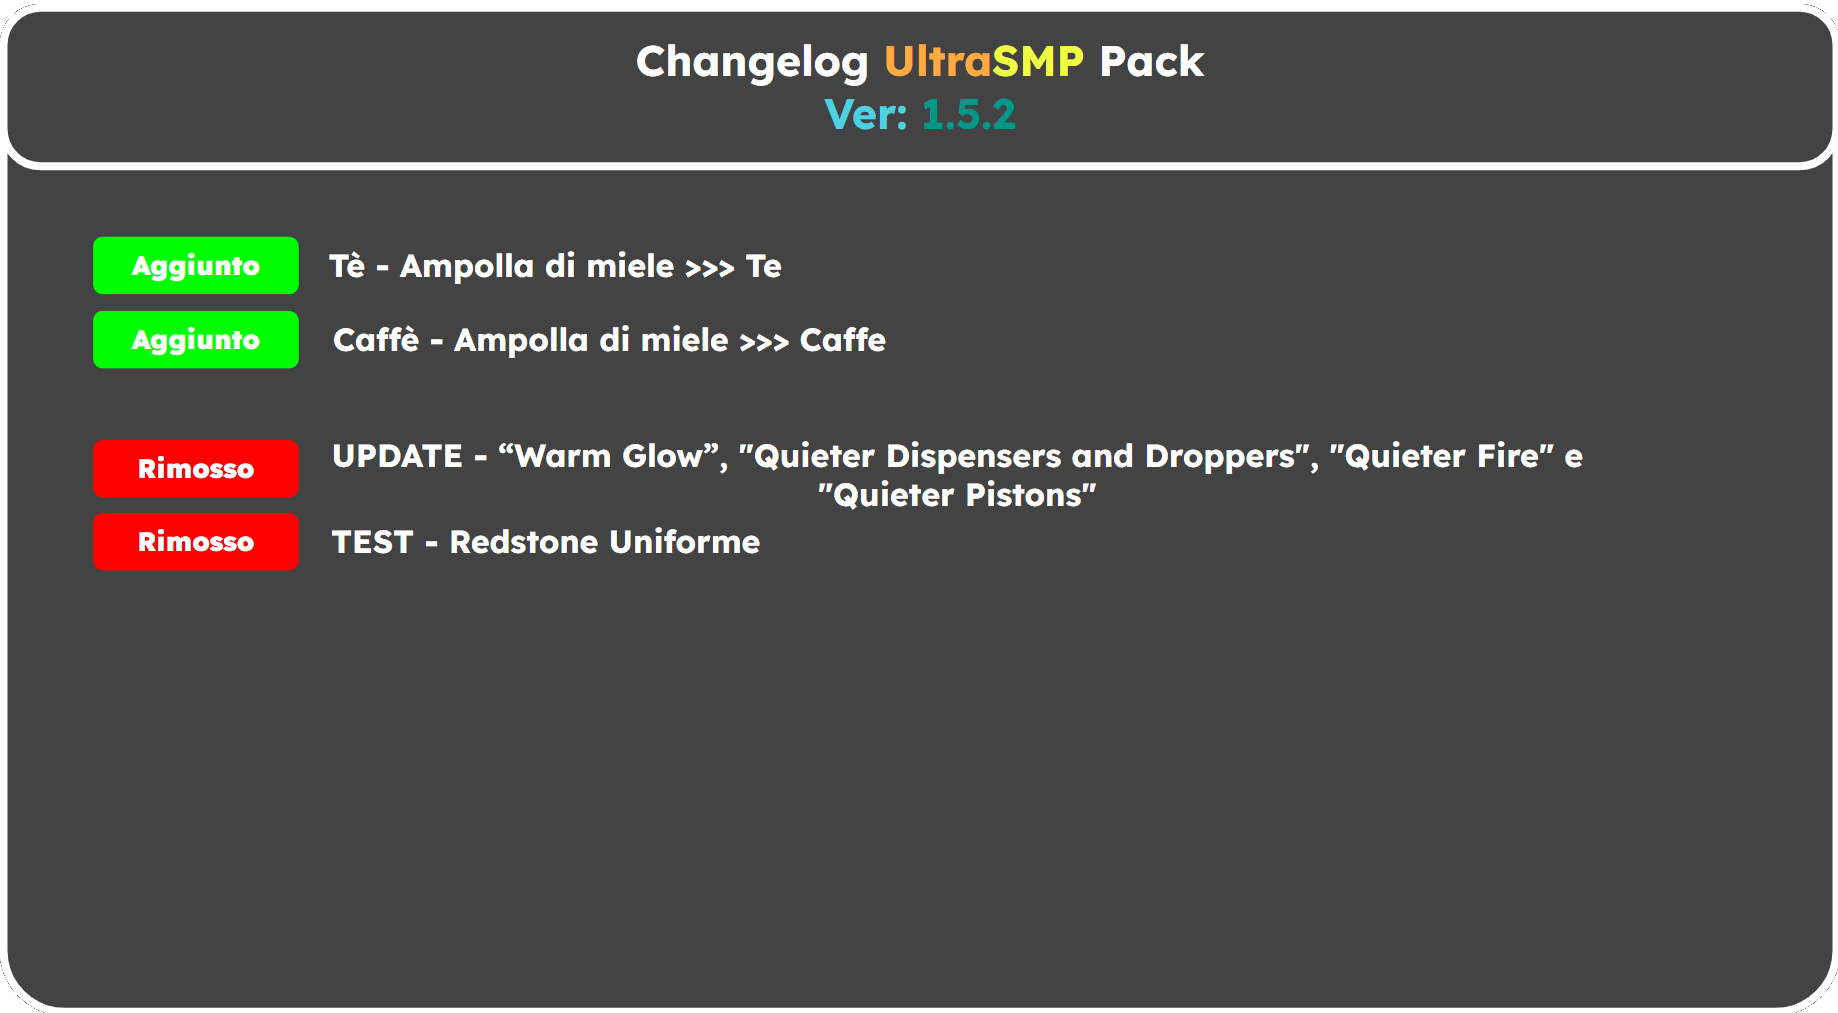 Changelog UltraSMP Pack
Ver: 1.5.2
Aggiunto Tè - Ampolla di miele >>> Te
Aggiunto Caffè - Ampolla di miele >>> Caffe
Rimosso UPDATE - “Warm Glow”, "Quieter Dispensers and Droppers", "Quieter Fire" e
"Quieter Pistons"
Rimosso TEST - Redstone Uniforme